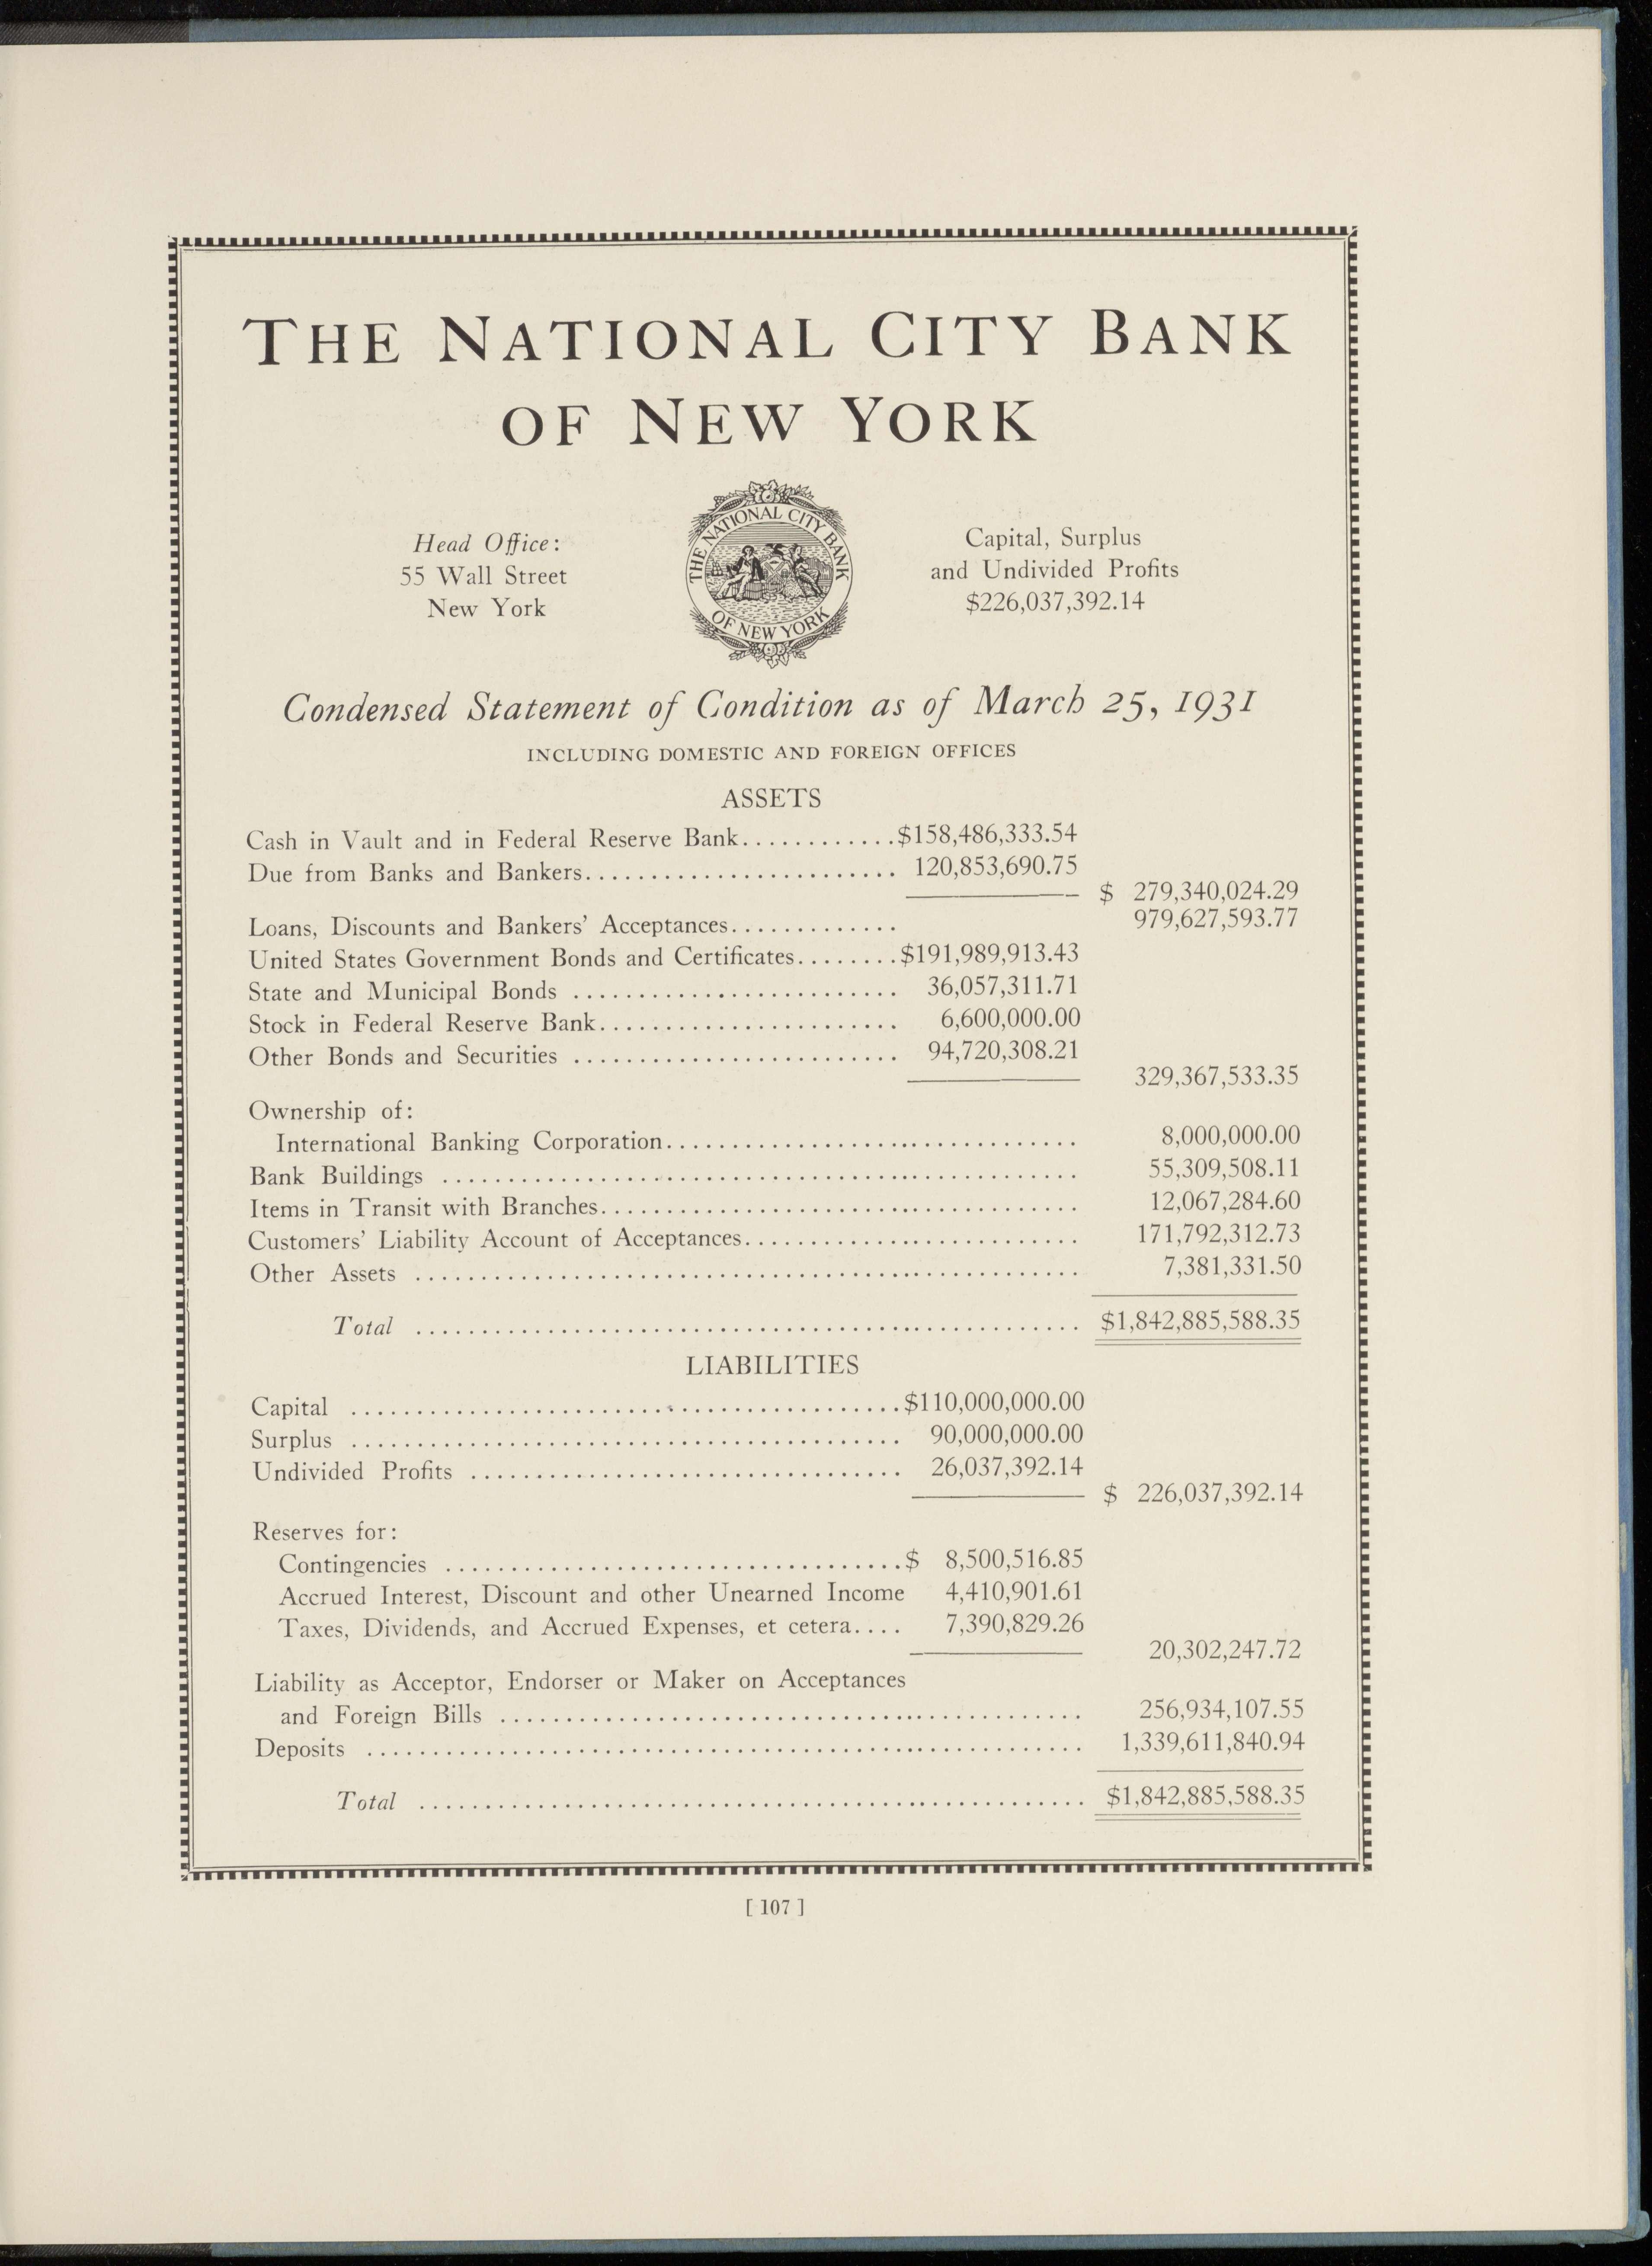 THE NATIONAL CITY BANK
OF NEW YORK
Head Office:
55 Wall Street
New York
THE NATIONAL CITY BANK
OF NEW YORK
Capital, Surplus
and Undivided Profits
$226,037,392.14
Condensed Statement of Condition as of March 25, 1931
INCLUDING DOMESTIC AND FOREIGN OFFICES
ASSETS
Cash in Vault and in Federal Reserve Bank............$158,486,333.54
Due from Banks and Bankers........................ 120,853,690.75
$ 279,340,024.29
Loans, Discounts and Bankers' Acceptances............. 979,627,593.77
United States Government Bonds and Certificates........$191,989,913.43
State and Municipal Bonds ......................... 36,057,311.71
Stock in Federal Reserve Bank....................... 6,600,000.00
Other Bonds and Securities ......................... 94,720,308.21
329,367,533.35
Ownership of:
International Banking Corporation................................ 8,000,000.00
Bank Buildings ................................................. 55,309,508.11
Items in Transit with Branches..................................... 12,067,284.60
Customers' Liability Account of Acceptances.......................... 171,792,312.73
Other Assets ................................................... 7,381,331.50
Total ................................................... $1,842,885,588.35
LIABILITIES
Capital ..........................................$110,000,000.00
Surplus .......................................... 90,000,000.00
Undivided Profits ................................. 26,037,392.14
$ 226,037,392.14
Reserves for:
Contingencies ...................................$ 8,500,516.85
Accrued Interest, Discount and other Unearned Income 4,410,901.61
Taxes, Dividends, and Accrued Expenses, et cetera.... 7,390,829.26
20,302,247.72
Liability as Acceptor, Endorser or Maker on Acceptances
and Foreign Bills ............................................. 256,934,107.55
Deposits ....................................................... 1,339,611,840.94
Total ................................................... $1,842,885,588.35
[ 107 ]